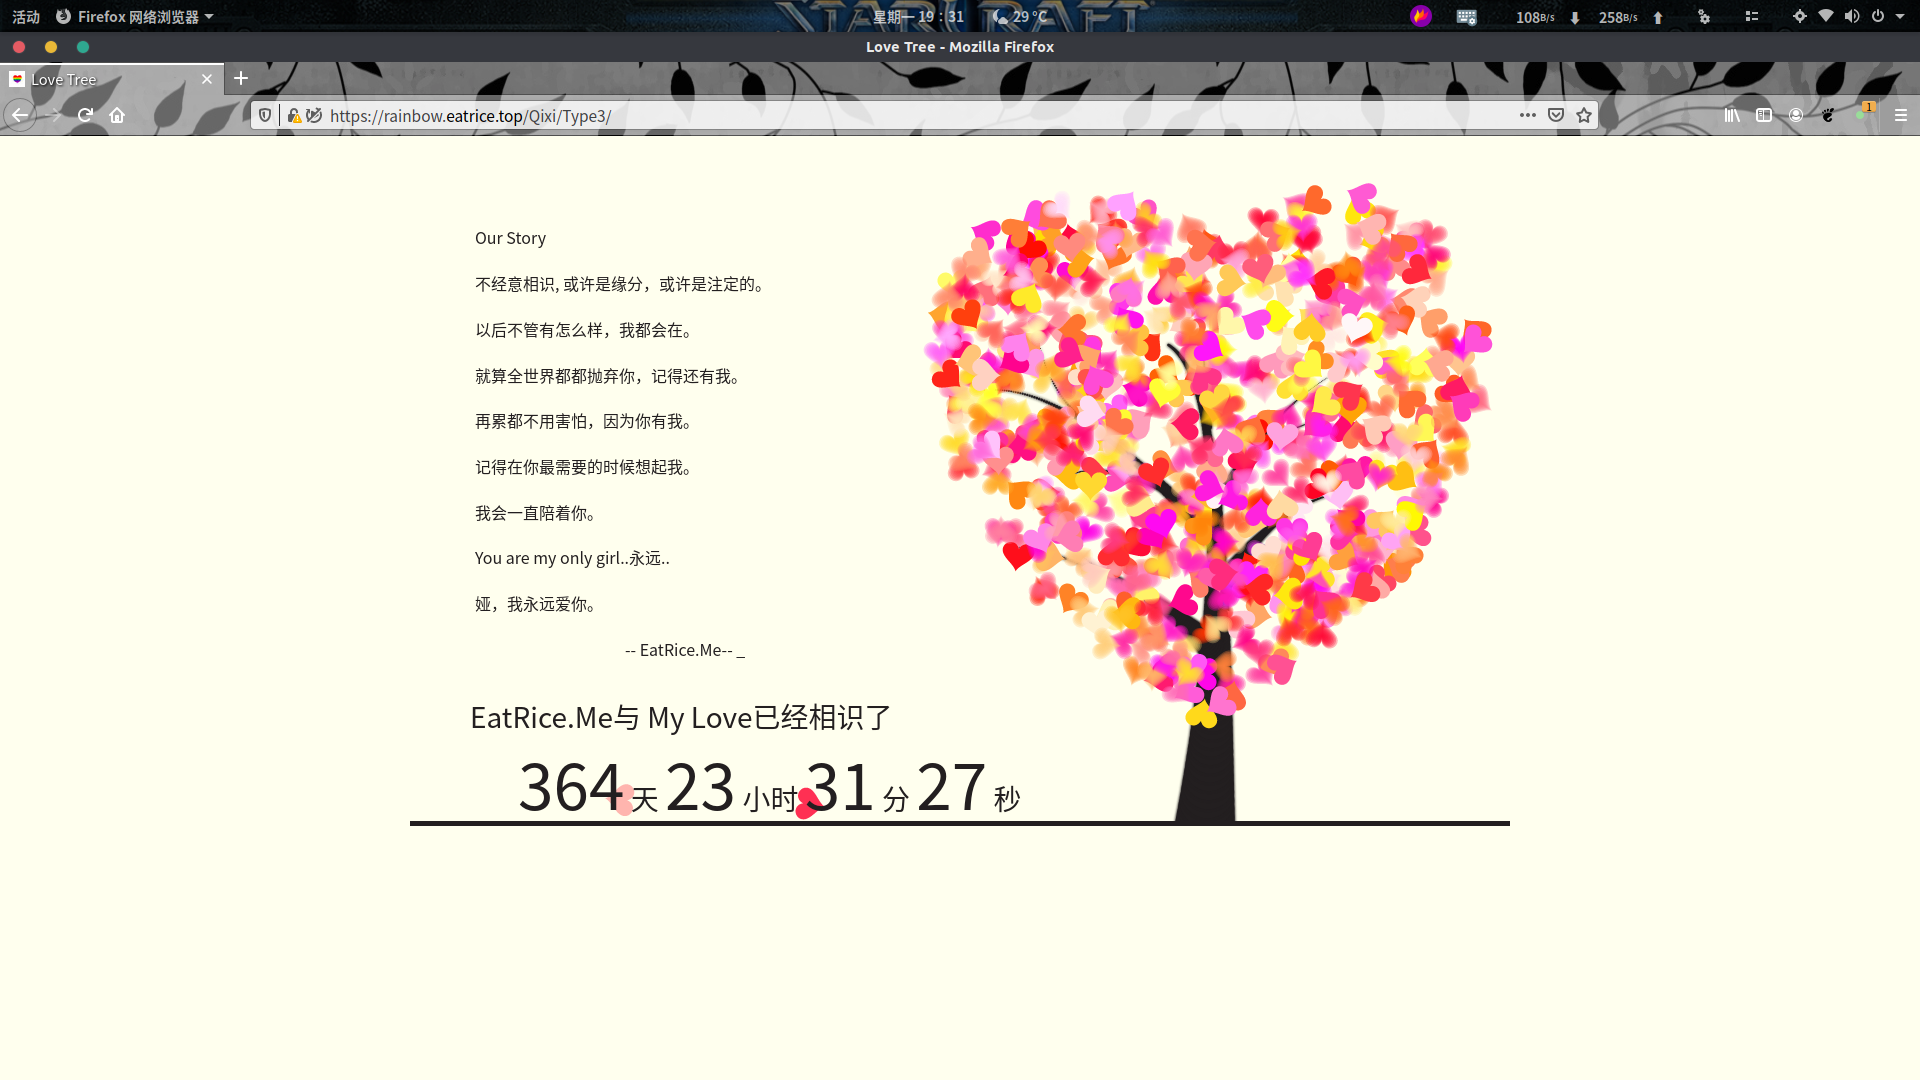 活动
Firefox 网络浏览器
星期一 19：31
29 °C
108B/s
258B/s
Love Tree - Mozilla Firefox
Love Tree
https://rainbow.eatrice.top/Qixi/Type3/
1
Our Story
不经意相识, 或许是缘分，或许是注定的。
以后不管有怎么样，我都会在。
就算全世界都都抛弃你，记得还有我。
再累都不用害怕，因为你有我。
记得在你最需要的时候想起我。
我会一直陪着你。
You are my only girl..永远..
娅，我永远爱你。
-- EatRice.Me-- _
EatRice.Me与 My Love已经相识了
364 天 23 小时 31 分 27 秒